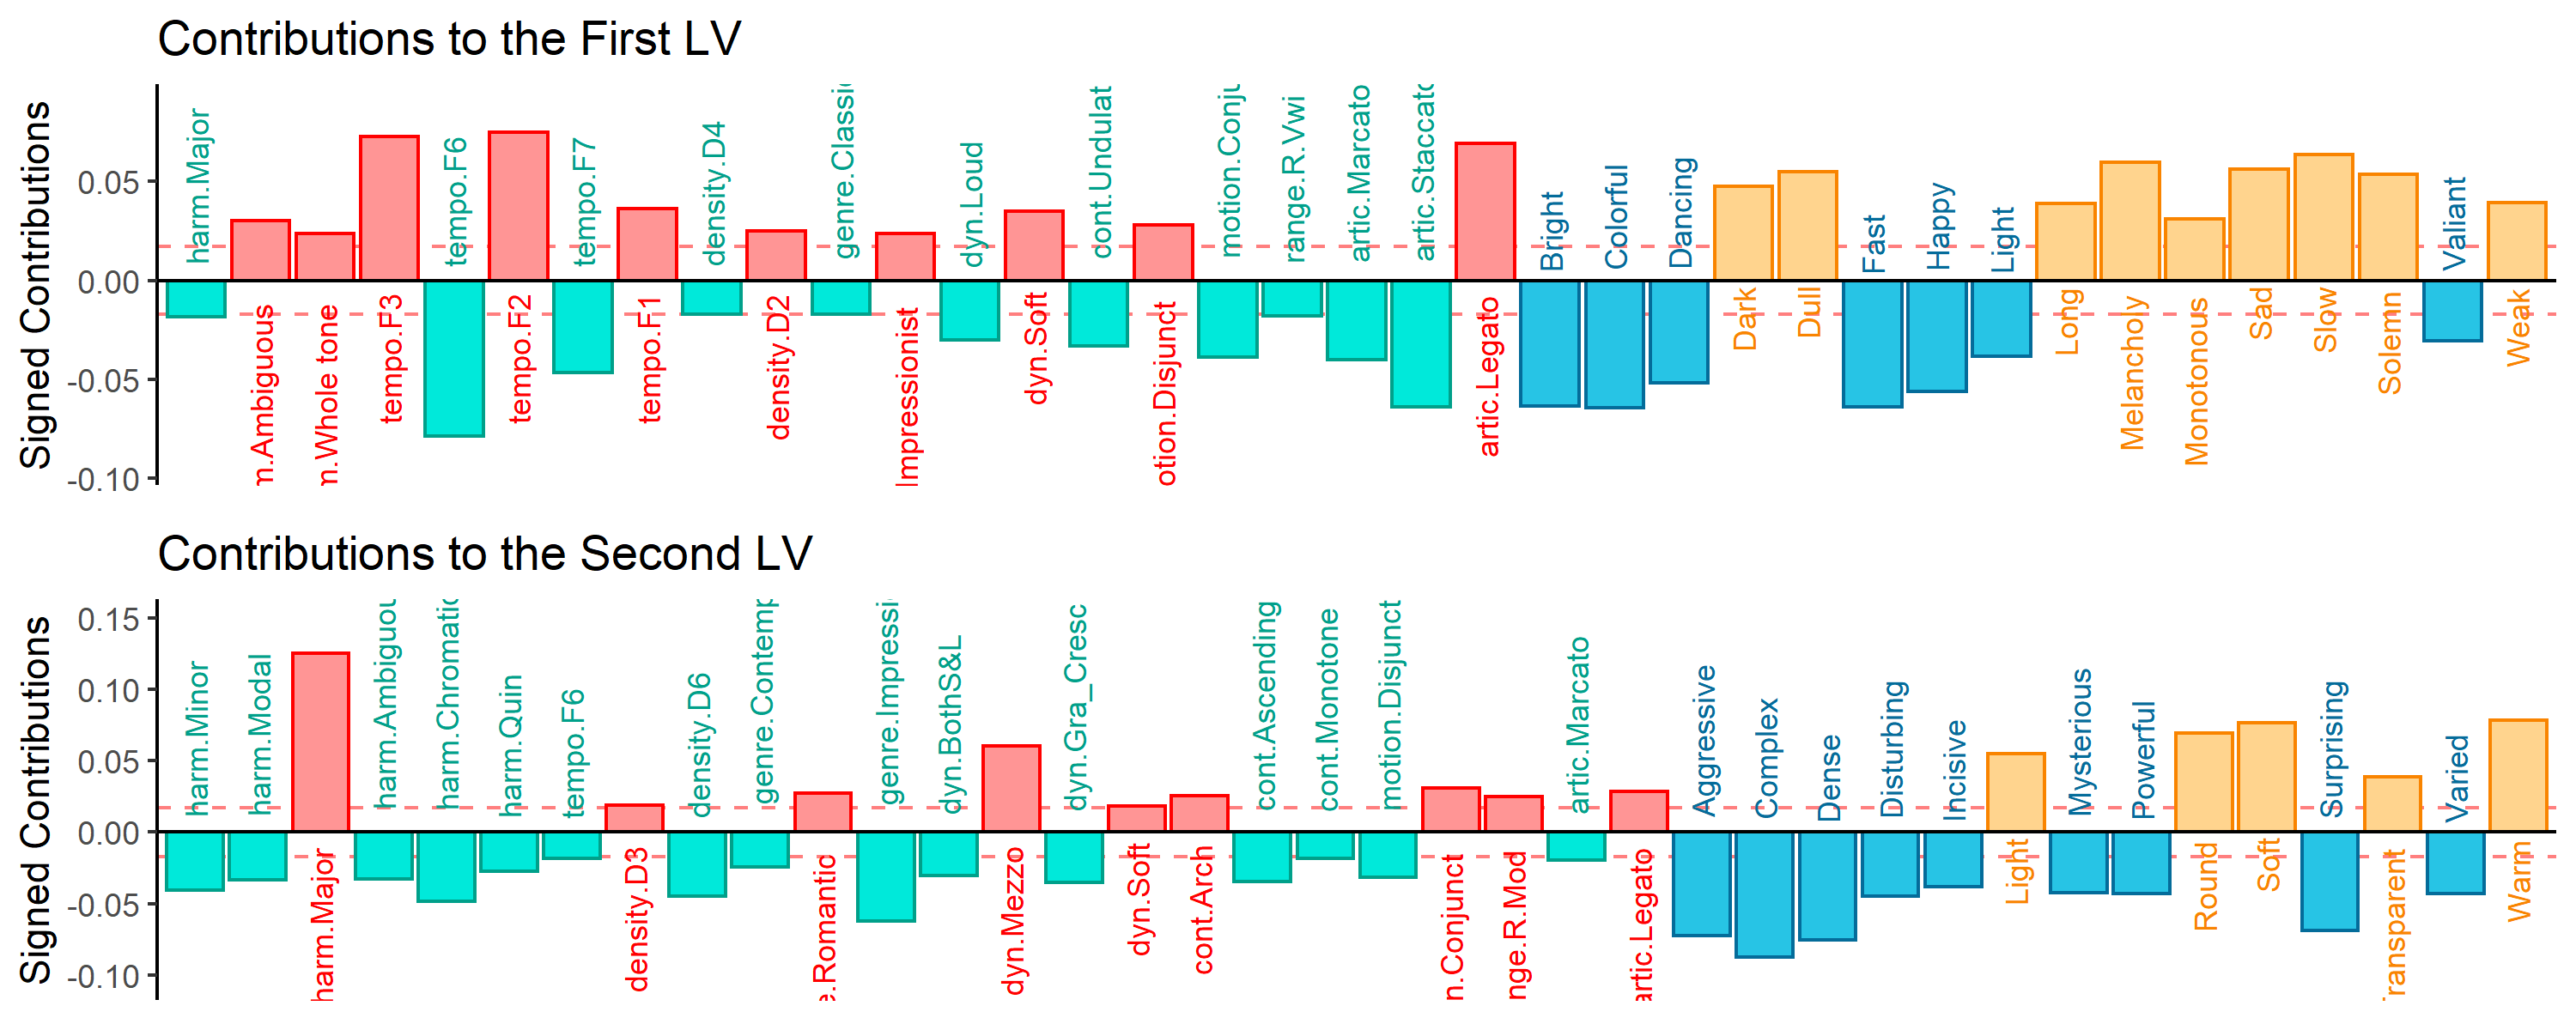 Contributions to the First LV
Signed Contributions
0.05
0.00
-0.05
-0.10
harm.Major
m.Ambiguous
n.Whole tone
tempo.F3
tempo.F6
tempo.F2
tempo.F7
tempo.F1
density.D4
density.D2
genre.Classi
Impressionist
dyn.Loud
dyn.Soft
cont.Undulat
otion.Disjunct
motion.Conju
range.R.Vwi
artic.Marcato
artic.Staccato
artic.Legato
Bright
Colorful
Dancing
Dark
Dull
Fast
Happy
Light
Long
Melancholy
Monotonous
Sad
Slow
Solemn
Valiant
Weak
Contributions to the Second LV
Signed Contributions
0.15
0.10
0.05
0.00
-0.05
-0.10
harm.Minor
harm.Modal
harm.Major
harm.Ambiguou
harm.Chromatic
harm.Quin
tempo.F6
density.D3
density.D6
genre.Contemp
e.Romantic
genre.Impressi
dyn.BothS&L
dyn.Mezzo
dyn.Gra_Cresc
dyn.Soft
cont.Arch
cont.Ascending
cont.Monotone
motion.Disjunct
n.Conjunct
nge.R.Mod
artic.Marcato
artic.Legato
Aggressive
Complex
Dense
Disturbing
Incisive
Light
Mysterious
Powerful
Round
Soft
Surprising
Transparent
Varied
Warm